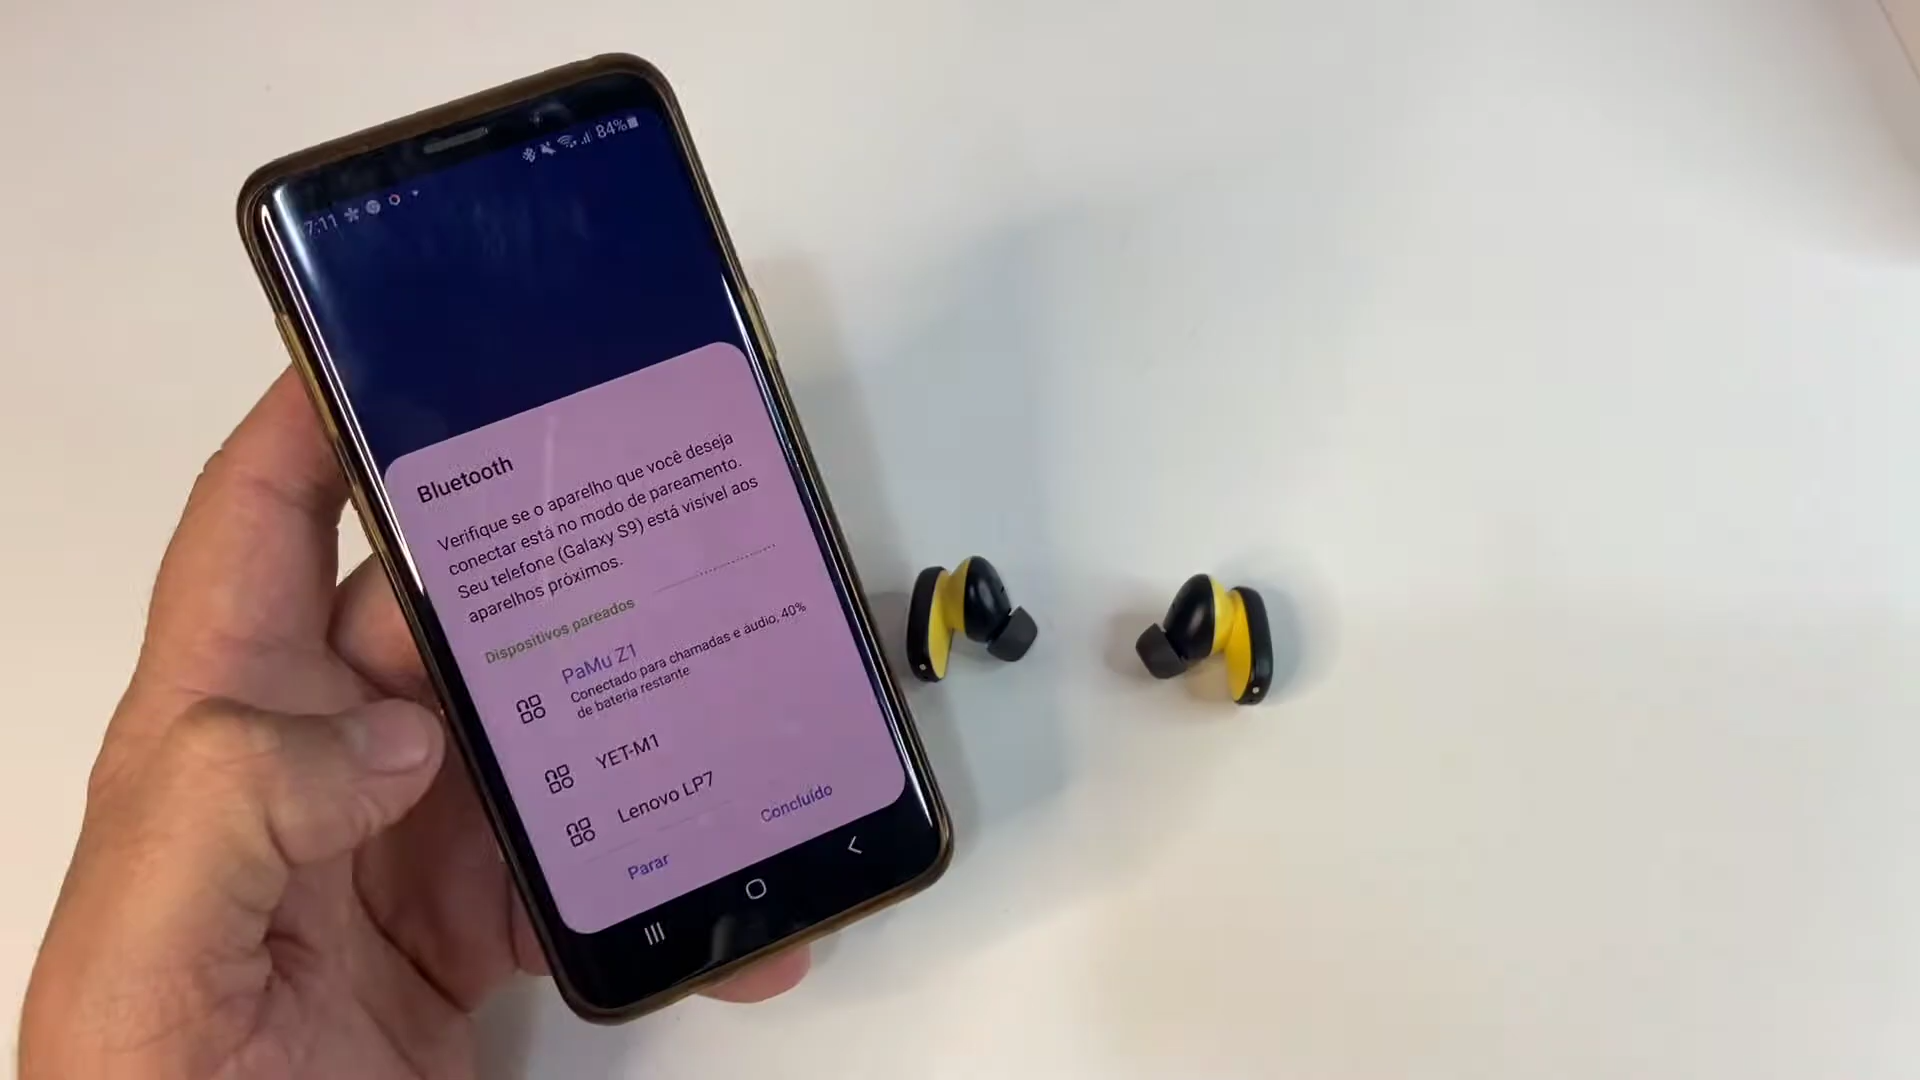 84%
7:11
Bluetooth
Verifique se o aparelho que você deseja
conectar está no modo de pareamento.
Seu telefone (Galaxy S9) está visível aos
aparelhos próximos.
Dispositivos pareados
PaMu Z1
Conectado para chamadas e áudio, 40%
de bateria restante
YET-M1
Lenovo LP7
Parar
Concluído